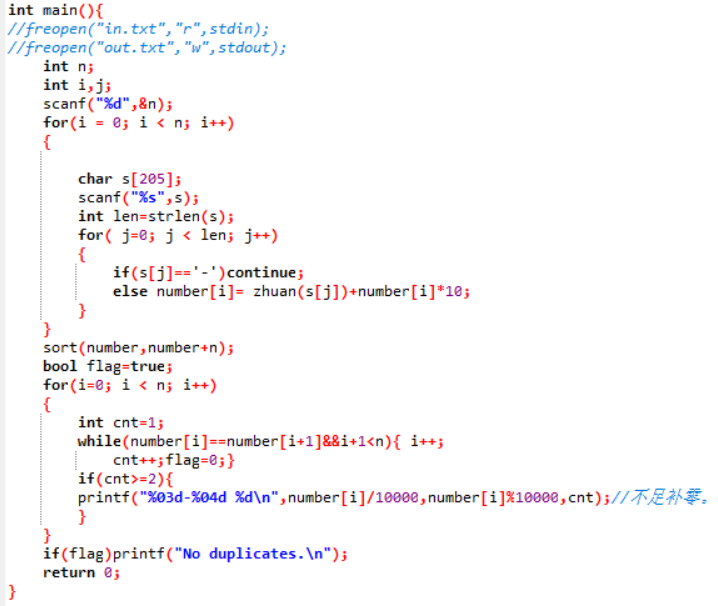 int main(){
//freopen("in.txt","r",stdin);
//freopen("out.txt","w",stdout);
    int n;
    int i,j;
    scanf("%d",&n);
    for(i = 0; i < n; i++)
    {
        char s[205];
        scanf("%s",s);
        int len=strlen(s);
        for( j=0; j < len; j++)
        {
            if(s[j]=='-')continue;
            else number[i]= zhuan(s[j])+number[i]*10;
        }
    }
    sort(number,number+n);
    bool flag=true;
    for(i=0; i < n; i++)
    {
        int cnt=1;
        while(number[i]==number[i+1]&&i+1<n){ i++;
            cnt++;flag=0;}
        if(cnt>=2){
        printf("%03d-%04d %d\n",number[i]/10000,number[i]%10000,cnt);//不足补零。
        }
    }
    if(flag)printf("No duplicates.\n");
    return 0;
}